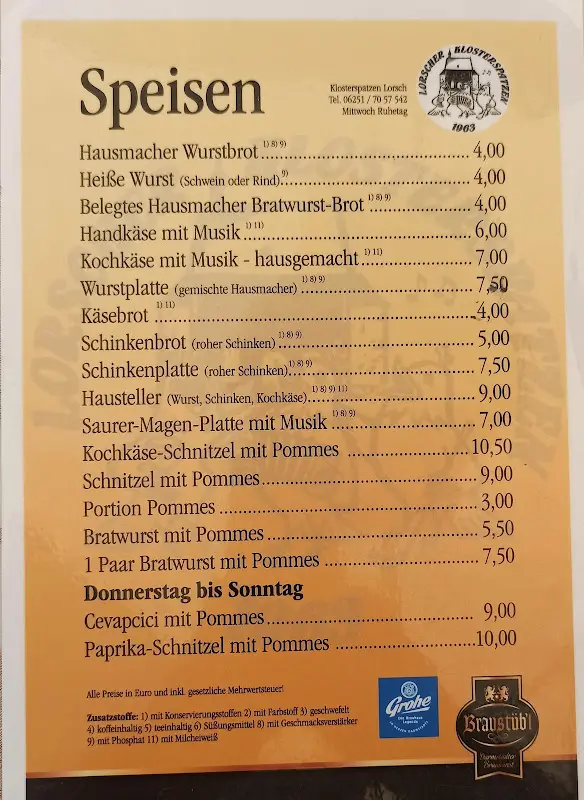 Speisen
Klosterspatzen Lorsch
Tel. 06251 / 70 57 542
Mittwoch Ruhetag
LORSCHER KLOSTERSPATZEN
1963
Hausmacher Wurstbrot 1) 8) 9) 4,00
Heiße Wurst (Schwein oder Rind) 9) 4,00
Belegtes Hausmacher Bratwurst-Brot 1) 8) 9) 4,00
Handkäse mit Musik 1) 11) 6,00
Kochkäse mit Musik - hausgemacht 1) 11) 7,00
Wurstplatte (gemischte Hausmacher) 1) 8) 9) 7,50
Käsebrot 1) 11) 4,00
Schinkenbrot (roher Schinken) 1) 8) 9) 5,00
Schinkenplatte (roher Schinken) 1) 8) 9) 7,50
Hausteller (Wurst, Schinken, Kochkäse) 1) 8) 9) 11) 9,00
Saurer-Magen-Platte mit Musik 1) 8) 9) 7,00
Kochkäse-Schnitzel mit Pommes 10,50
Schnitzel mit Pommes 9,00
Portion Pommes 3,00
Bratwurst mit Pommes 5,50
1 Paar Bratwurst mit Pommes 7,50
Donnerstag bis Sonntag
Cevapcici mit Pommes 9,00
Paprika-Schnitzel mit Pommes 10,00
Alle Preise in Euro und inkl. gesetzliche Mehrwertsteuer!
Zusatzstoffe: 1) mit Konservierungsstoffen 2) mit Farbstoff 3) geschwefelt
4) koffeinhaltig 5) teeinhaltig 6) Süßungsmittel 8) mit Geschmacksverstärker
9) mit Phosphat 11) mit Milcheiweiß
Grohe
Braustüb'l